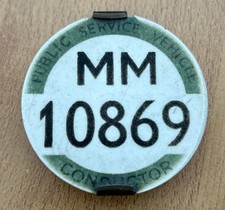 PUBLIC SERVICE VEHICLE
MM
10869
CONDUCTOR